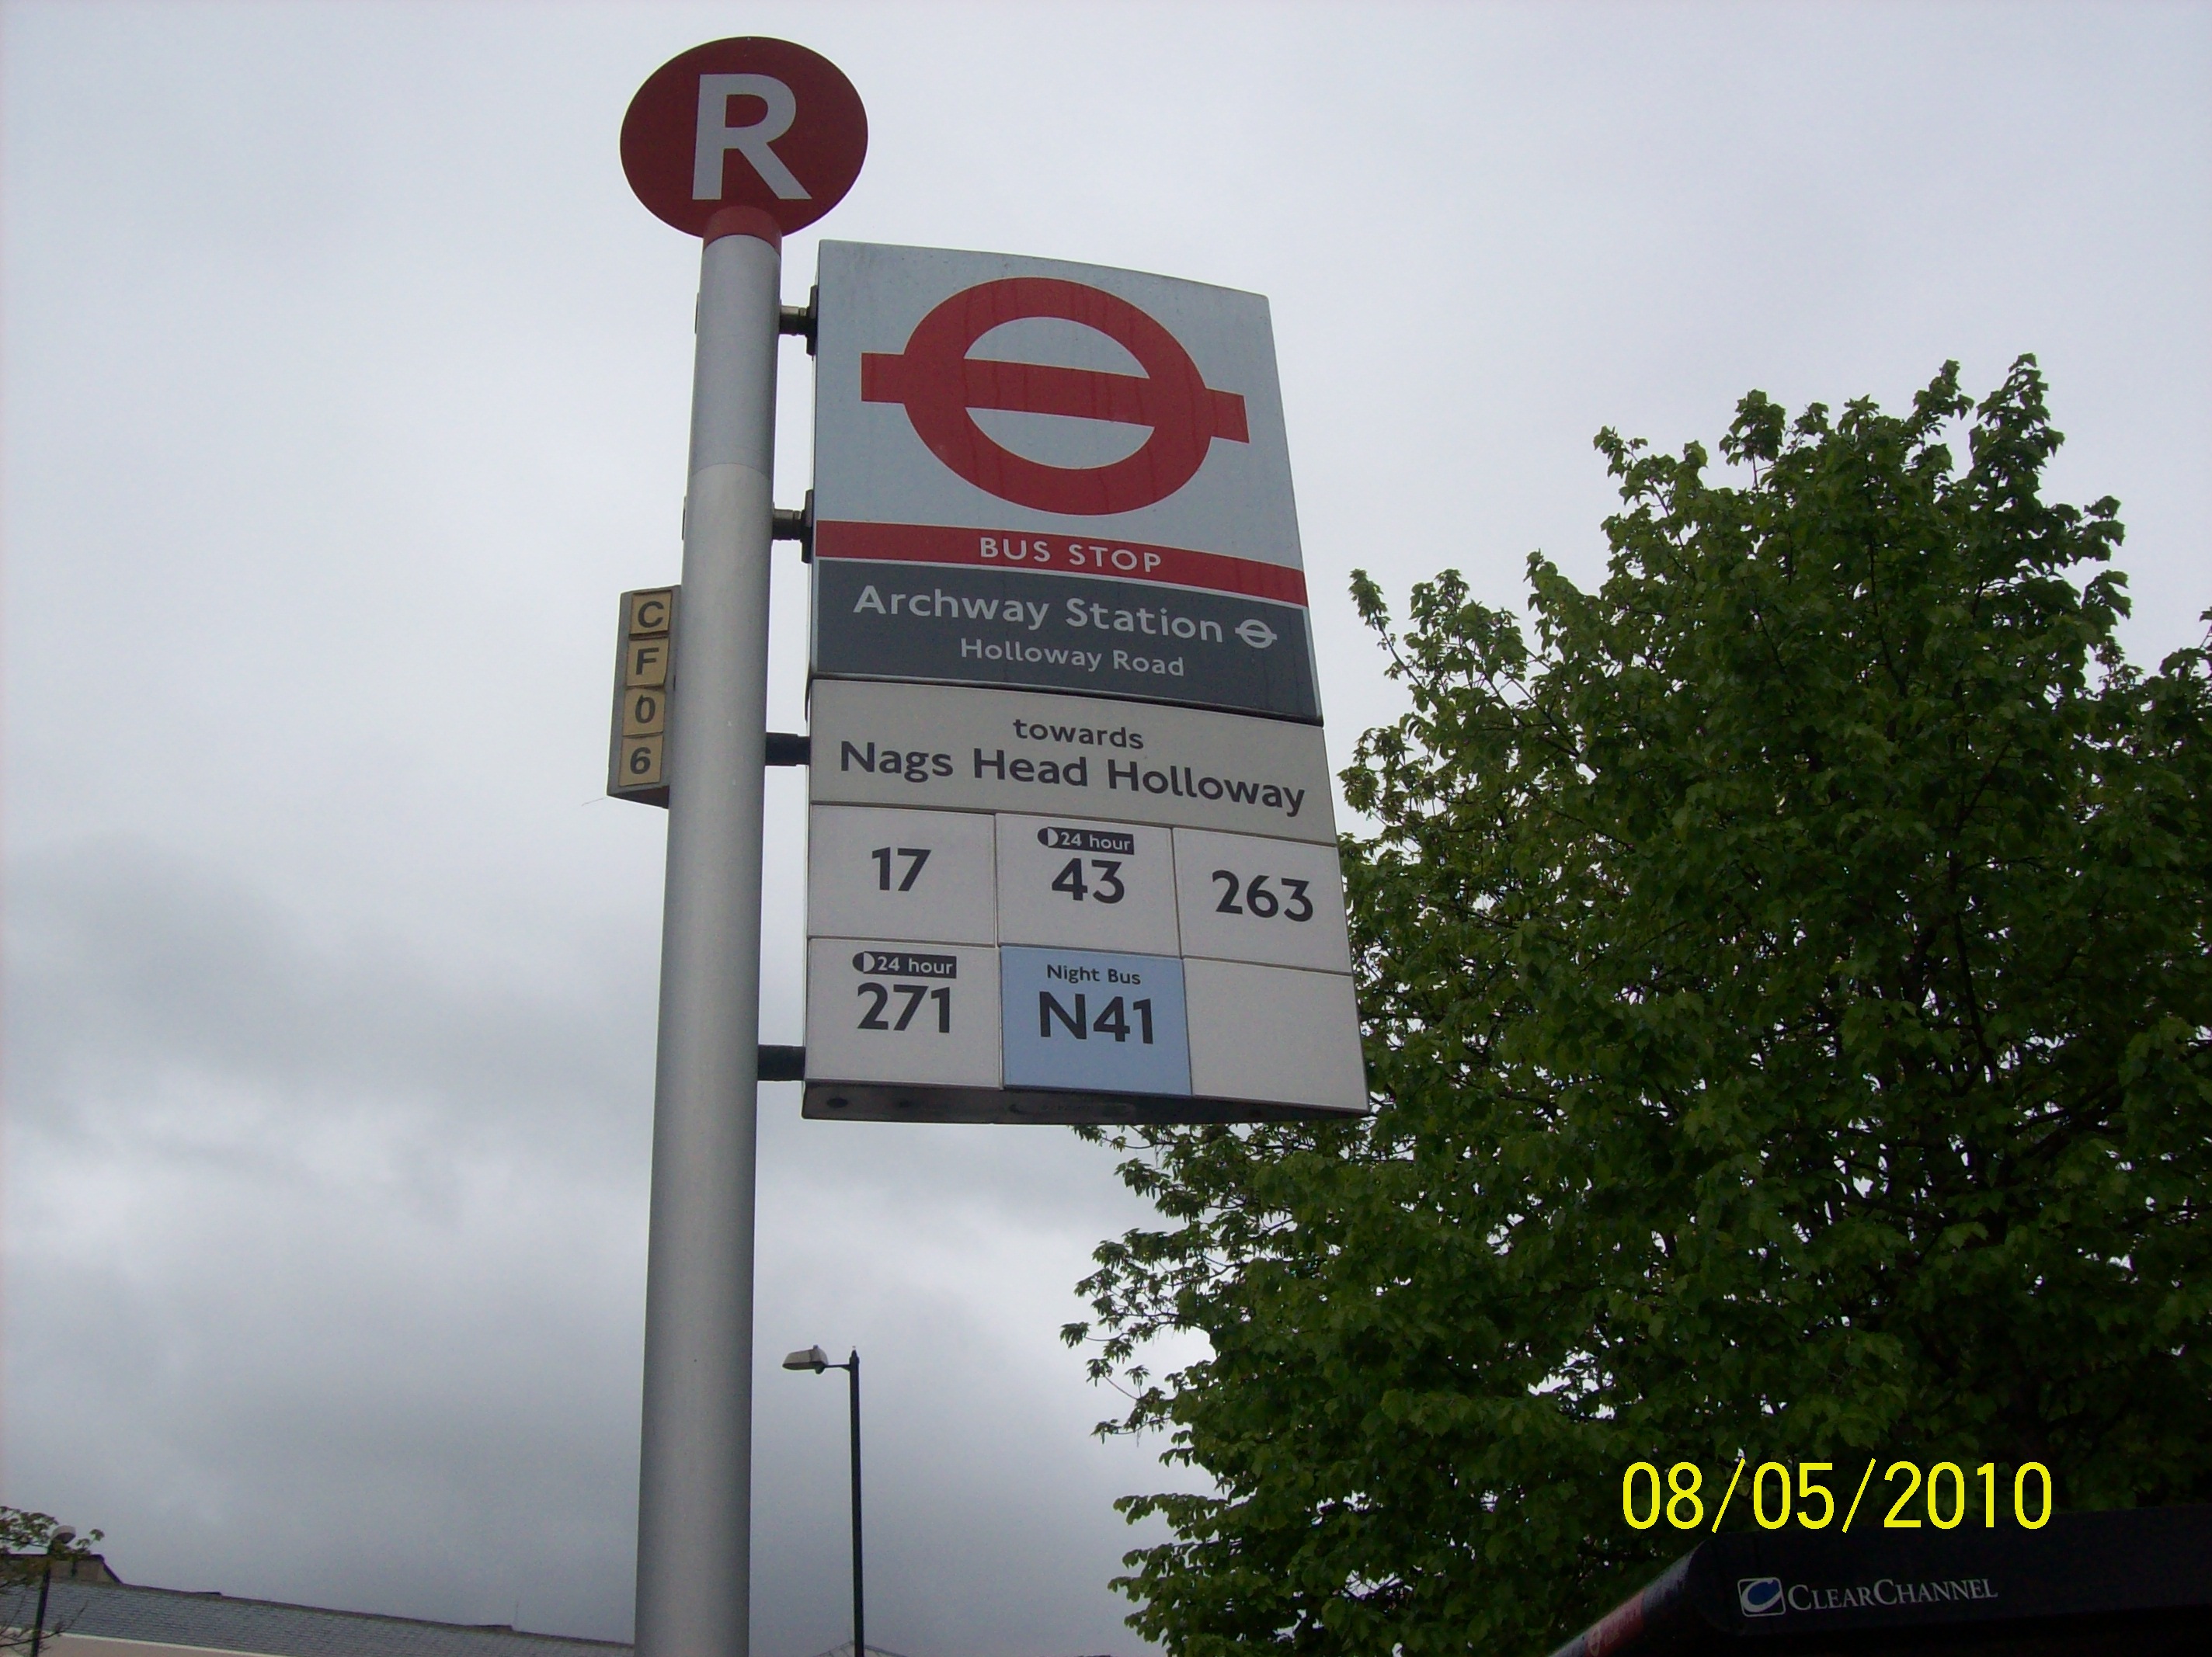 R
BUS STOP
Archway Station
Holloway Road
towards
Nags Head Holloway
17
24 hour
43
263
24 hour
271
Night Bus
N41
C
F
0
6
08/05/2010
CLEARCHANNEL